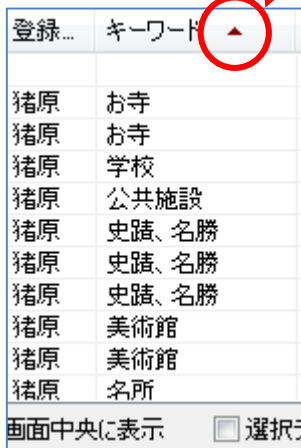 登録... キーワード
猪原 お寺
猪原 お寺
猪原 学校
猪原 公共施設
猪原 史蹟、名勝
猪原 史蹟、名勝
猪原 史蹟、名勝
猪原 美術館
猪原 美術館
猪原 名所
画面中央に表示 選択